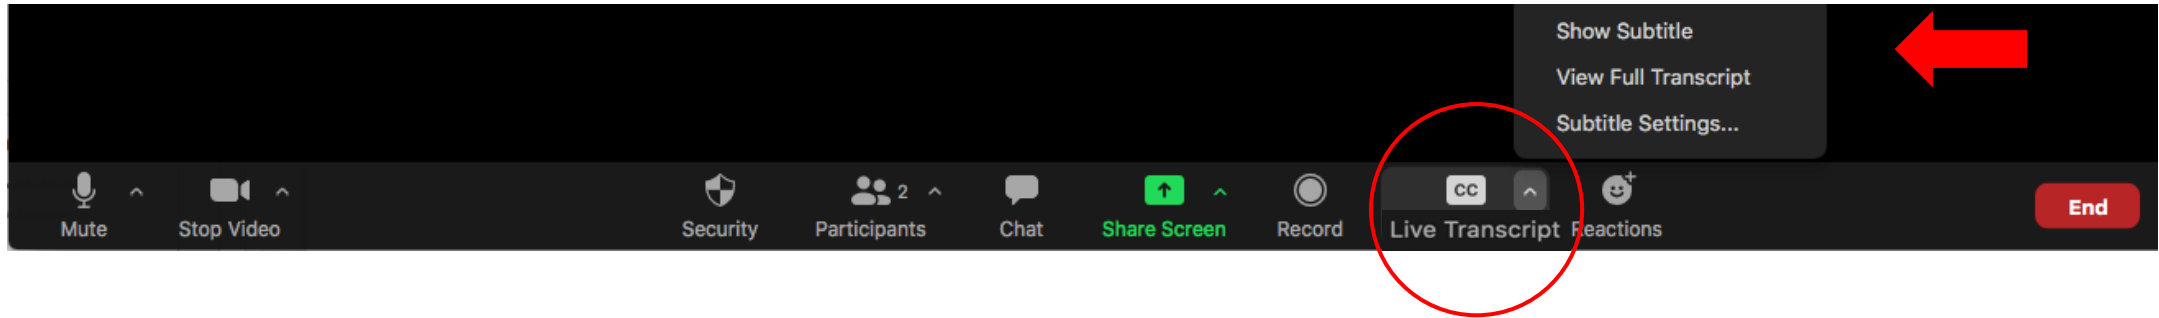 Show Subtitle
View Full Transcript
Subtitle Settings...
2
CC
Mute
Stop Video
Security
Participants
Chat
Share Screen
Record
Live Transcript
Reactions
End